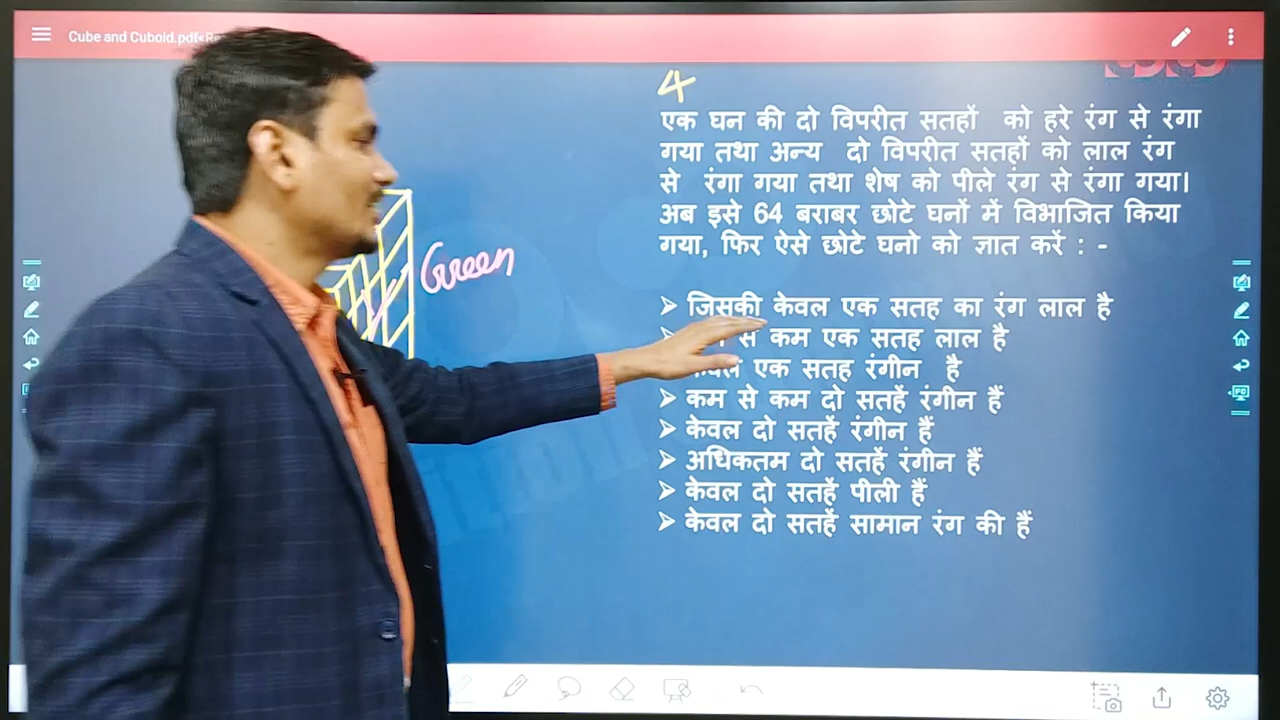 Cube and Cuboid.pdf<Re
4
एक घन की दो विपरीत सतहों को हरे रंग से रंगा
गया तथा अन्य दो विपरीत सतहों को लाल रंग
से रंगा गया तथा शेष को पीले रंग से रंगा गया।
अब इसे 64 बराबर छोटे घनों में विभाजित किया
गया, फिर ऐसे छोटे घनो को ज्ञात करें : -
Green
➤ जिसकी केवल एक सतह का रंग लाल है
से कम एक सतह लाल है
एक सतह रंगीन है
➤ कम से कम दो सतहें रंगीन हैं
➤ केवल दो सतहें रंगीन हैं
➤ अधिकतम दो सतहें रंगीन हैं
➤ केवल दो सतहें पीली हैं
➤ केवल दो सतहें सामान रंग की हैं